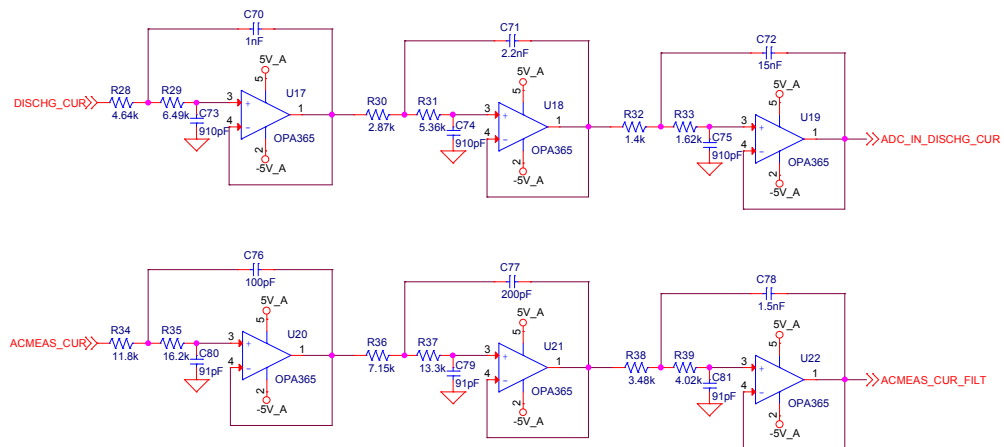 C70
1nF
5V_A
5
R28
4.64k
R29
6.49k
DISCHG_CUR
3
+
4
-
C73
910pF
U17
1
OPA365
2
-5V_A
C71
2.2nF
5V_A
5
R30
2.87k
R31
5.36k
3
+
4
-
C74
910pF
U18
1
OPA365
2
-5V_A
C72
15nF
5V_A
5
R32
1.4k
R33
1.62k
3
+
4
-
C75
910pF
U19
1
OPA365
2
-5V_A
ADC_IN_DISCHG_CUR
C76
100pF
5V_A
5
R34
11.8k
R35
16.2k
ACMEAS_CUR
3
+
4
-
C80
91pF
U20
1
OPA365
2
-5V_A
C77
200pF
5V_A
5
R36
7.15k
R37
13.3k
3
+
4
-
C79
91pF
U21
1
OPA365
2
-5V_A
C78
1.5nF
5V_A
5
R38
3.48k
R39
4.02k
3
+
4
-
C81
91pF
U22
1
OPA365
2
-5V_A
ACMEAS_CUR_FILT